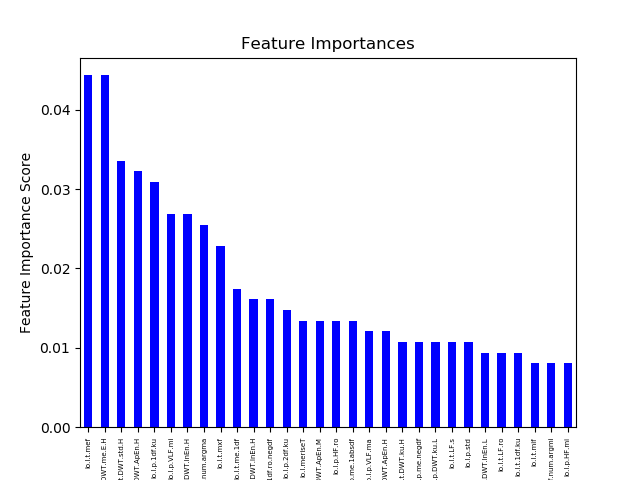 Feature Importances
Feature Importance Score
0.04
0.03
0.02
0.01
0.00
lo.l.t.mef
DWT.me.E.H
t.DWT.std.H
DWT.ApEn.H
lo.l.p.1df.ku
lo.l.p.VLF.mi
DWT.InEn.H
num.argma
lo.l.t.mxf
lo.l.t.me.1df
DWT.InEn.H
1df.ro.negdf
lo.l.p.2df.ku
lo.l.meriseT
DWT.ApEn.M
lo.l.p.HF.ro
o.me.1absdf
lo.l.p.VLF.ma
DWT.ApEn.H
t.DWT.ku.H
p.me.negdf
p.DWT.ku.L
lo.l.t.LF.s
lo.l.p.std
DWT.InEn.L
lo.l.t.LF.ro
lo.l.t.1df.ku
lo.l.t.mif
.num.argmi
lo.l.p.HF.mi